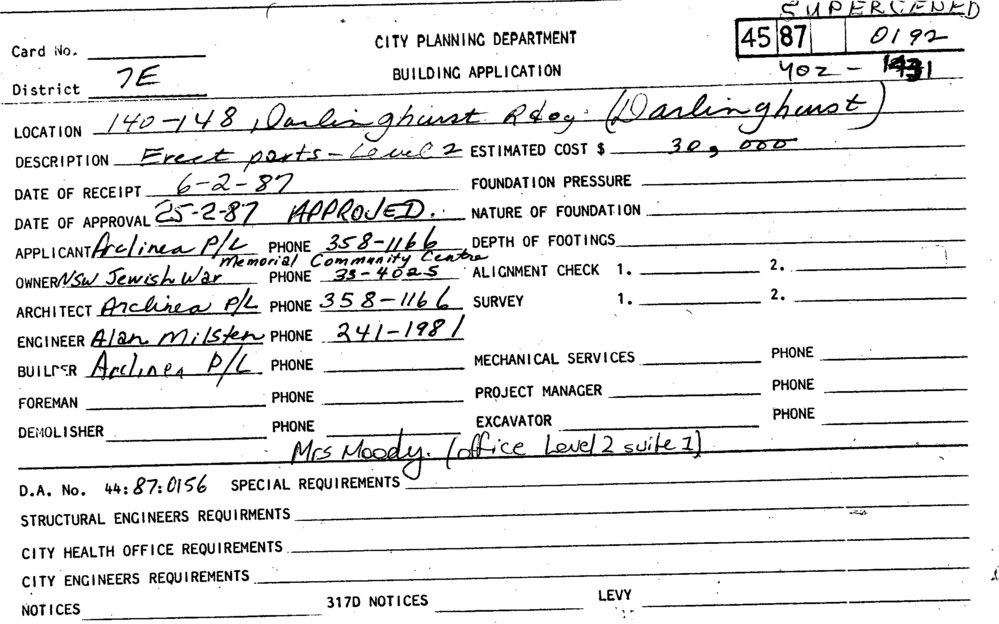 SUPERCEDED
Card No. CITY PLANNING DEPARTMENT 45 87 0192
District 7E BUILDING APPLICATION 402 -
LOCATION 140-148 Darlinghurst Rdog. (Darlinghurst)
DESCRIPTION Erect parts - Level 2 ESTIMATED COST $ 30,000
DATE OF RECEIPT 6-2-87 FOUNDATION PRESSURE
DATE OF APPROVAL 25-2-87 APPROVED. NATURE OF FOUNDATION
APPLICANT Arclinea P/L PHONE 358-1166 DEPTH OF FOOTINGS
Memorial Community Centre
OWNER NSW Jewish War PHONE 33-4025 ALIGNMENT CHECK 1. 2.
ARCHITECT Arclinea P/L PHONE 358-1166 SURVEY 1. 2.
ENGINEER Alan Milsten PHONE 241-1981
BUILDER Arclinea P/L PHONE MECHANICAL SERVICES PHONE
FOREMAN PHONE PROJECT MANAGER PHONE
DEMOLISHER PHONE EXCAVATOR PHONE
Mrs Moody. (office Level 2 suite 1)
D.A. No. 44:87:0156 SPECIAL REQUIREMENTS
STRUCTURAL ENGINEERS REQUIRMENTS
CITY HEALTH OFFICE REQUIREMENTS
CITY ENGINEERS REQUIREMENTS
NOTICES 317D NOTICES LEVY